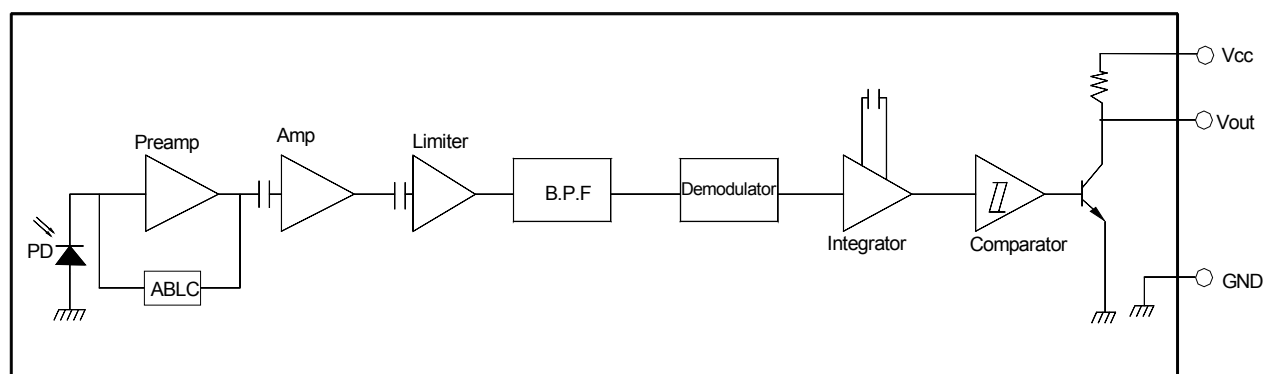 Vcc
Vout
Preamp
Amp
Limiter
B.P.F
Demodulator
PD
ABLC
Integrator
Comparator
GND